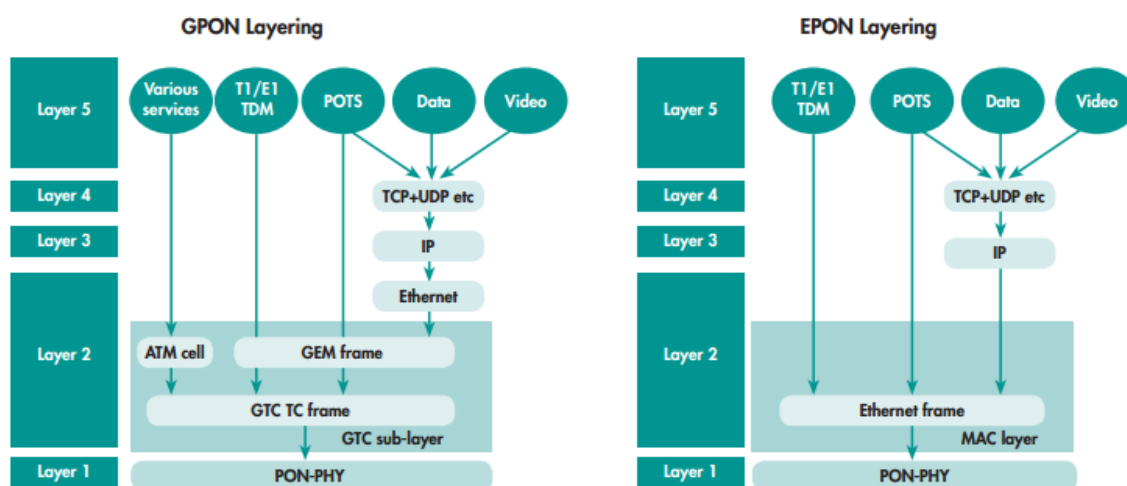 GPON Layering
Layer 5
Various
services
T1/E1
TDM
POTS
Data
Video
Layer 4
TCP+UDP etc
Layer 3
IP
Ethernet
Layer 2
ATM cell
GEM frame
GTC TC frame
GTC sub-layer
Layer 1
PON-PHY
EPON Layering
Layer 5
T1/E1
TDM
POTS
Data
Video
Layer 4
TCP+UDP etc
Layer 3
IP
Layer 2
Ethernet frame
MAC layer
Layer 1
PON-PHY